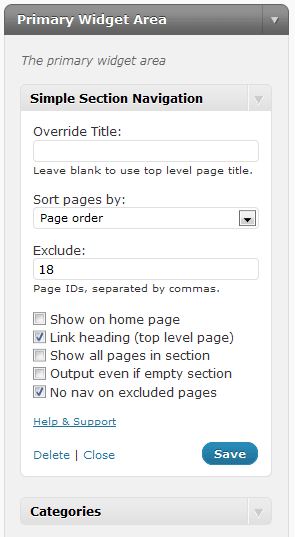 Primary Widget Area
The primary widget area
Simple Section Navigation
Override Title:
Leave blank to use top level page title.
Sort pages by:
Page order
Exclude:
18
Page IDs, separated by commas.
Show on home page
Link heading (top level page)
Show all pages in section
Output even if empty section
No nav on excluded pages
Help & Support
Delete | Close Save
Categories